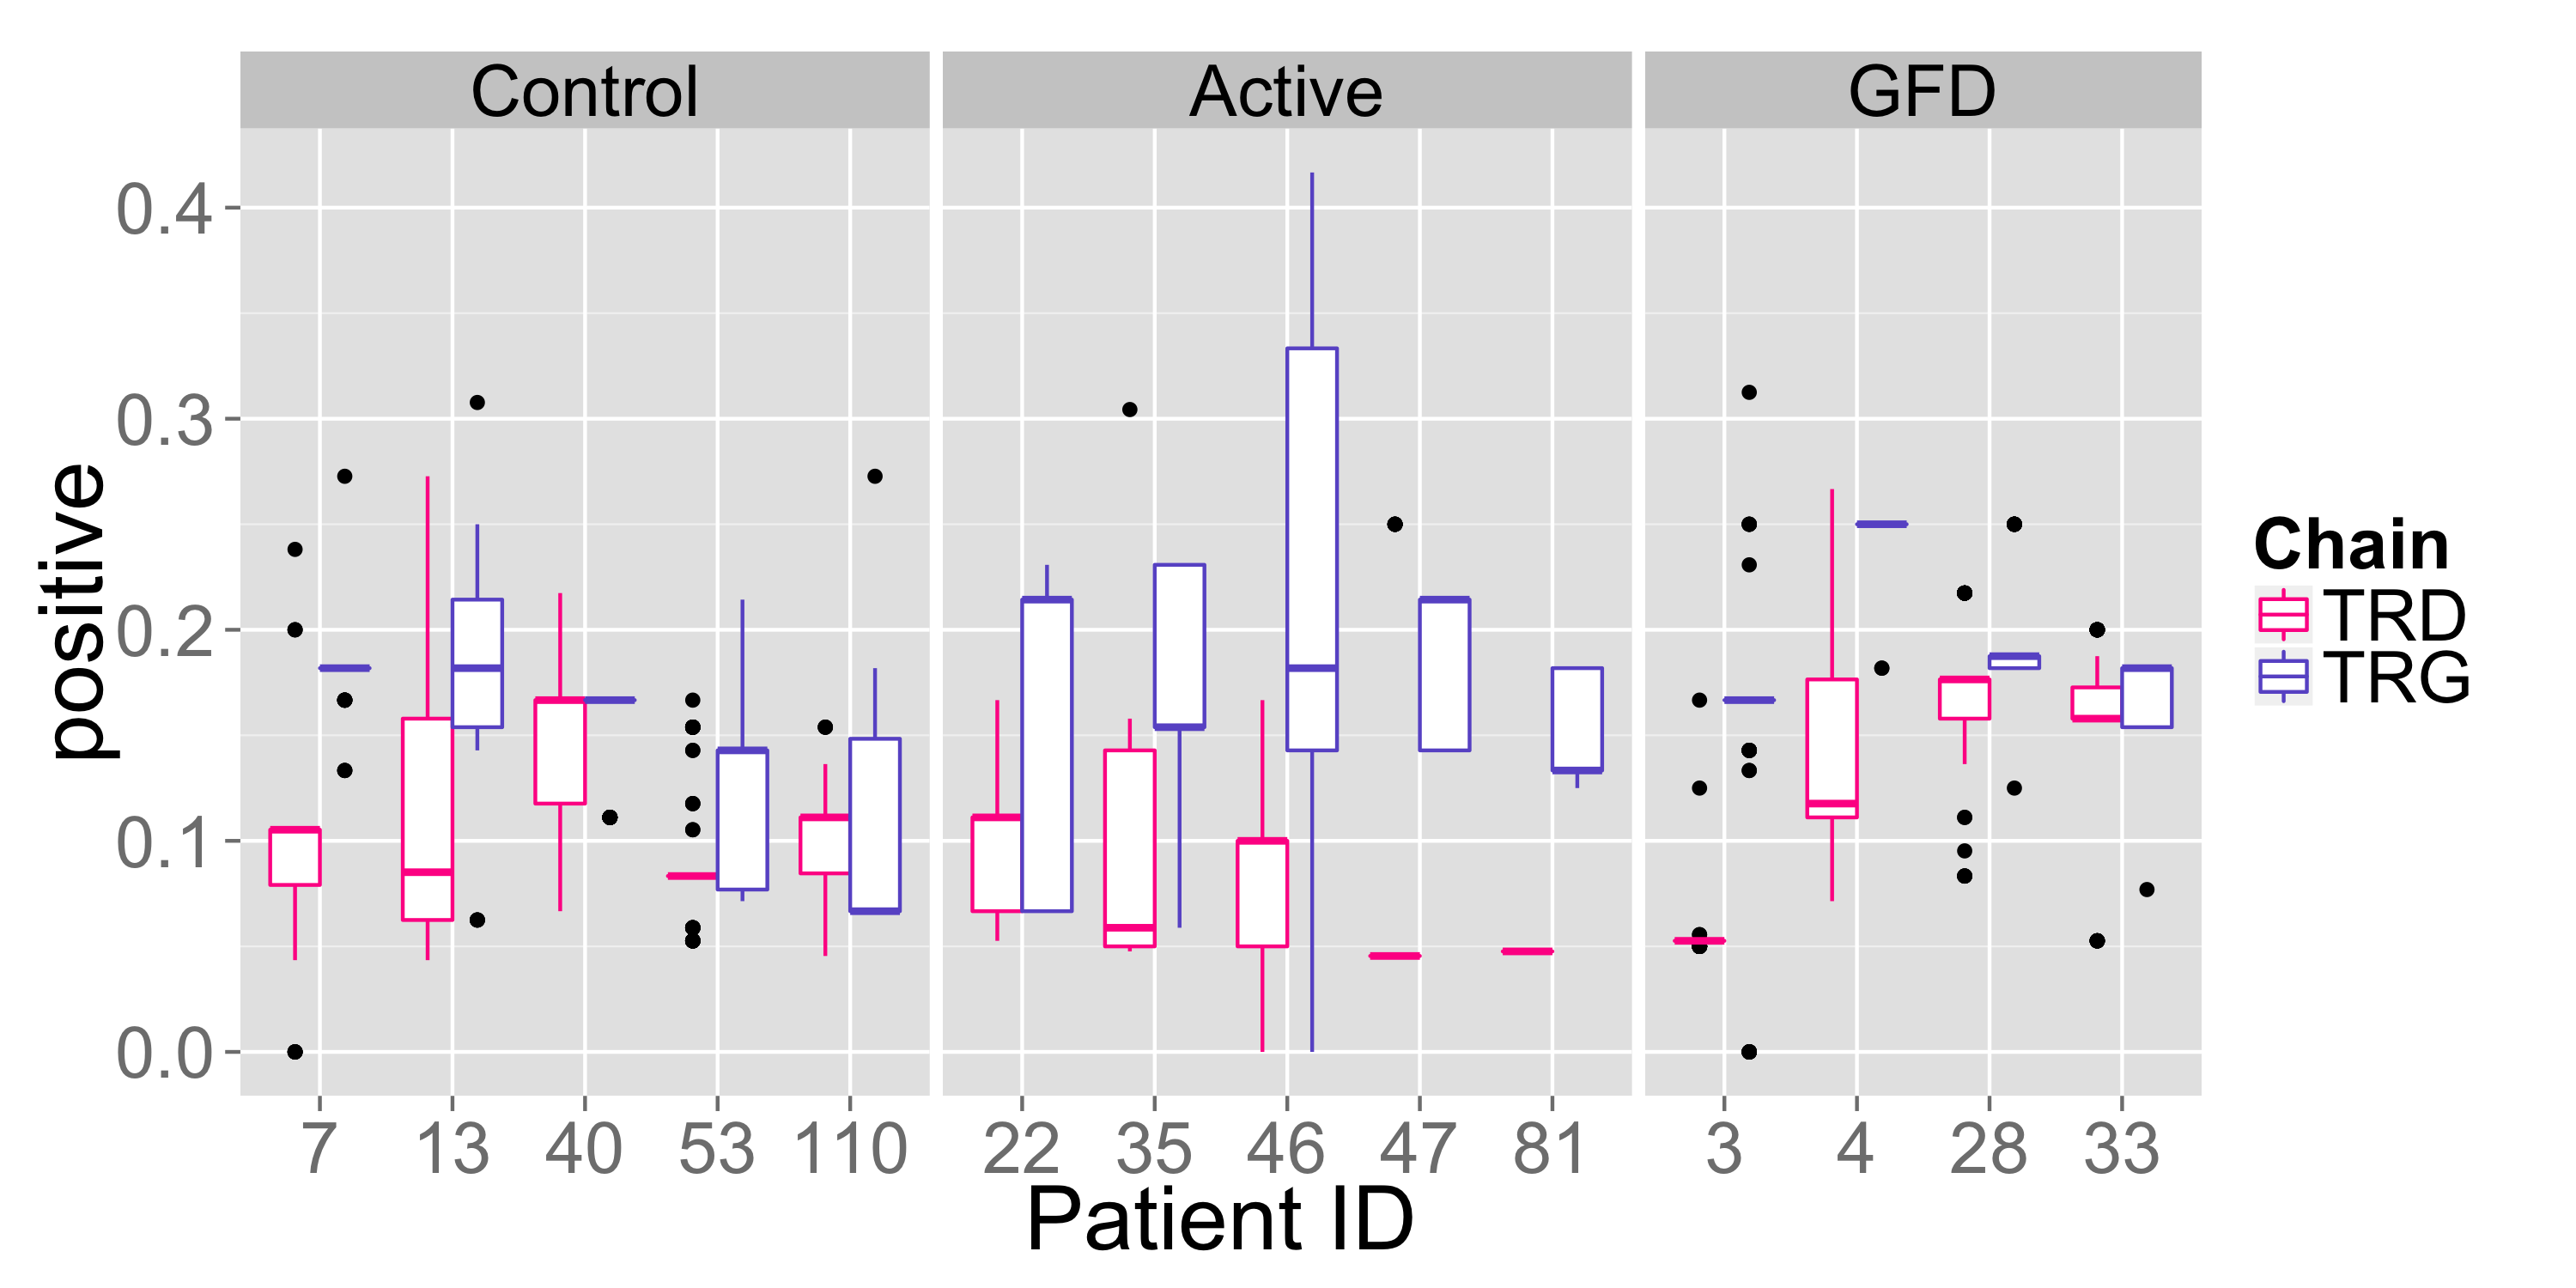 Control Active GFD
0.4
0.3
0.2
0.1
0.0
positive
7 13 40 53 110 22 35 46 47 81 3 4 28 33
Patient ID
Chain
TRD
TRG